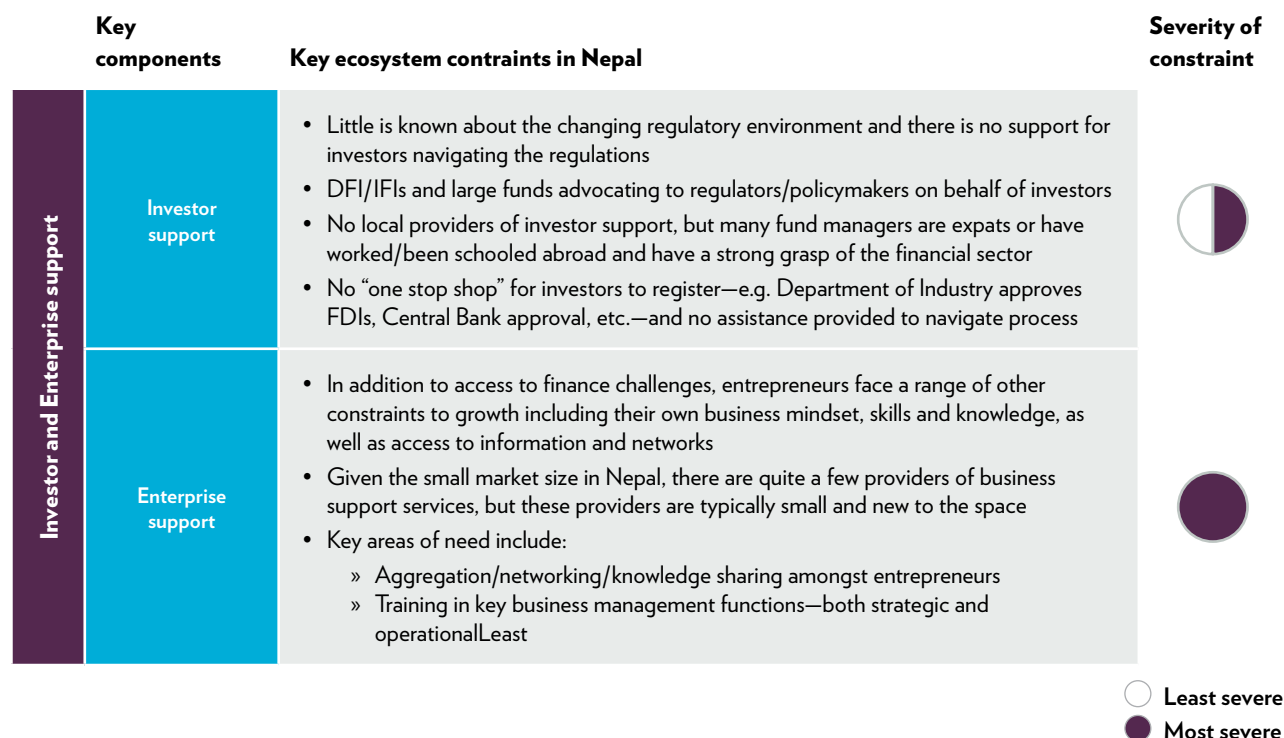 Key
components
Key ecosystem contraints in Nepal
Severity of
constraint
Investor and Enterprise support
Investor
support
• Little is known about the changing regulatory environment and there is no support for
investors navigating the regulations
• DFI/IFIs and large funds advocating to regulators/policymakers on behalf of investors
• No local providers of investor support, but many fund managers are expats or have
worked/been schooled abroad and have a strong grasp of the financial sector
• No “one stop shop” for investors to register—e.g. Department of Industry approves
FDIs, Central Bank approval, etc.—and no assistance provided to navigate process
Enterprise
support
• In addition to access to finance challenges, entrepreneurs face a range of other
constraints to growth including their own business mindset, skills and knowledge, as
well as access to information and networks
• Given the small market size in Nepal, there are quite a few providers of business
support services, but these providers are typically small and new to the space
• Key areas of need include:
» Aggregation/networking/knowledge sharing amongst entrepreneurs
» Training in key business management functions—both strategic and
operationalLeast
Least severe
Most severe